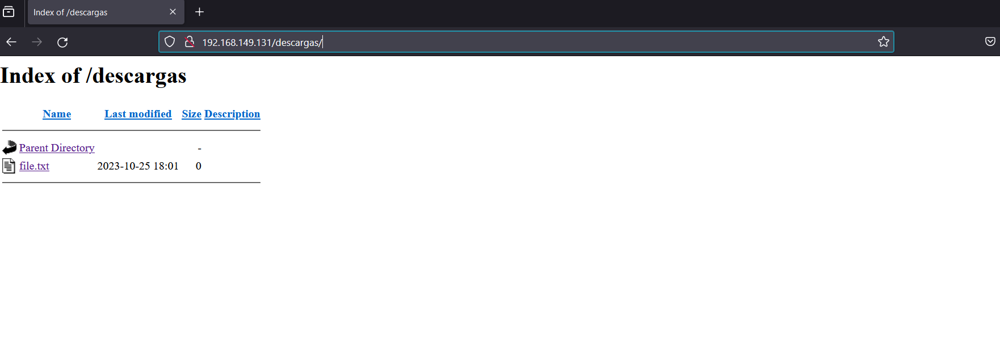 Index of /descargas
192.168.149.131/descargas/
Index of /descargas
Name Last modified Size Description
Parent Directory -
file.txt 2023-10-25 18:01 0